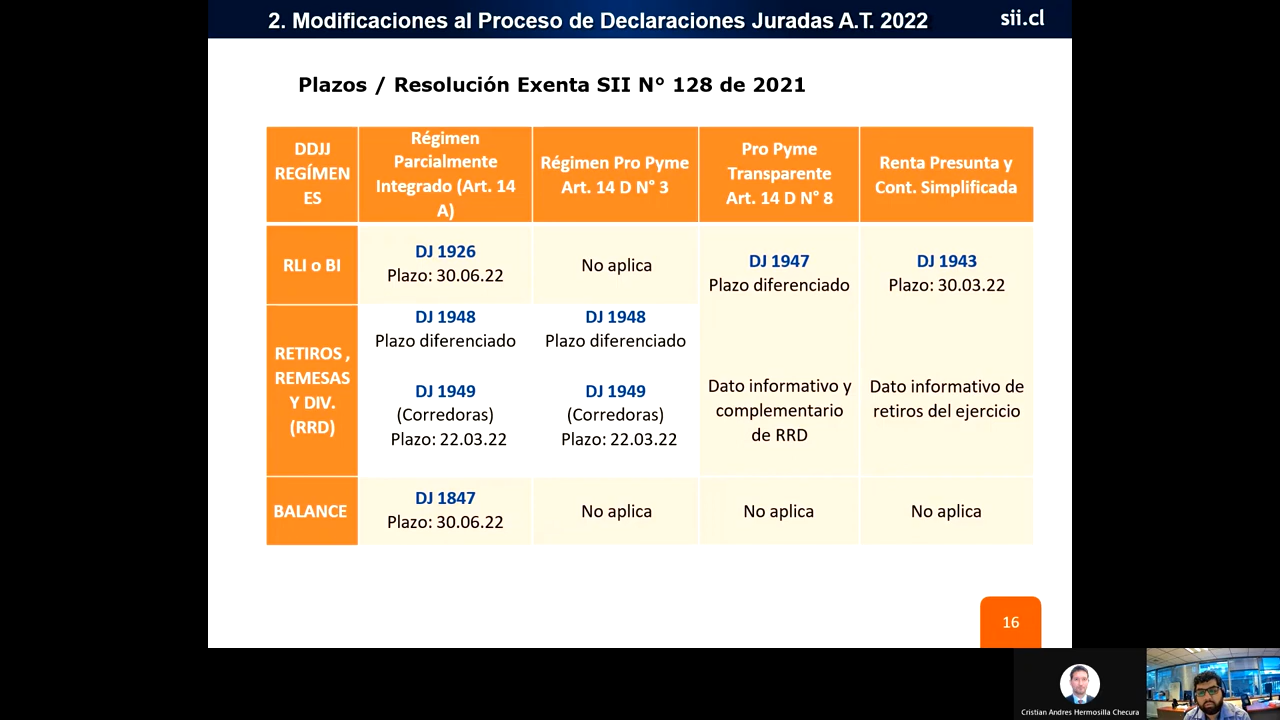 2. Modificaciones al Proceso de Declaraciones Juradas A.T. 2022
sii.cl
Plazos / Resolución Exenta SII N° 128 de 2021
DDJJ
REGÍMEN
ES
Régimen
Parcialmente
Integrado (Art. 14
A)
Régimen Pro Pyme
Art. 14 D N° 3
Pro Pyme
Transparente
Art. 14 D N° 8
Renta Presunta y
Cont. Simplificada
RLI o BI
DJ 1926
Plazo: 30.06.22
No aplica
DJ 1947
Plazo diferenciado
DJ 1943
Plazo: 30.03.22
RETIROS ,
REMESAS
Y DIV.
(RRD)
DJ 1948
Plazo diferenciado
DJ 1949
(Corredoras)
Plazo: 22.03.22
DJ 1948
Plazo diferenciado
DJ 1949
(Corredoras)
Plazo: 22.03.22
Dato informativo y
complementario
de RRD
Dato informativo de
retiros del ejercicio
BALANCE
DJ 1847
Plazo: 30.06.22
No aplica
No aplica
No aplica
16
Cristian Andres Hermosilla Checura